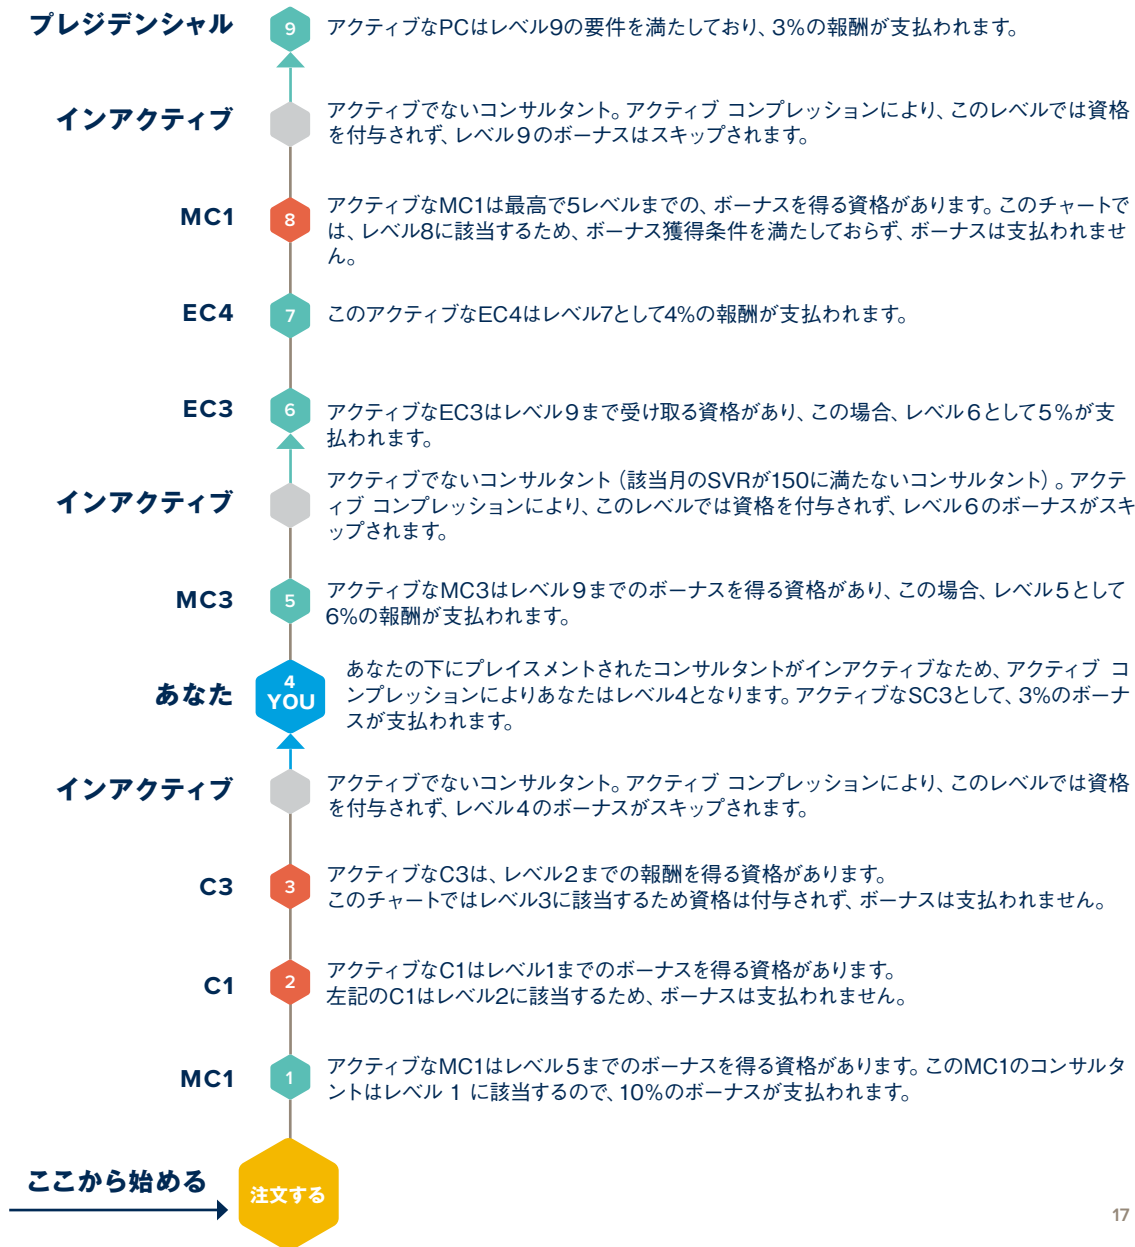 プレジデンシャル
9
アクティブなPCはレベル9の要件を満たしており、3%の報酬が支払われます。
インアクティブ
アクティブでないコンサルタント。アクティブ コンプレッションにより、このレベルでは資格
を付与されず、レベル9のボーナスはスキップされます。
MC1
8
アクティブなMC1は最高で5レベルまでの、ボーナスを得る資格があります。このチャートで
は、レベル8に該当するため、ボーナス獲得条件を満たしておらず、ボーナスは支払われませ
ん。
EC4
7
このアクティブなEC4はレベル7として4%の報酬が支払われます。
EC3
6
アクティブなEC3はレベル9まで受け取る資格があり、この場合、レベル6として5%が支
払われます。
インアクティブ
アクティブでないコンサルタント（該当月のSVRが150に満たないコンサルタント）。アクテ
ィブ コンプレッションにより、このレベルでは資格を付与されず、レベル6のボーナスがスキ
ップされます。
MC3
5
アクティブなMC3はレベル9までのボーナスを得る資格があり、この場合、レベル5として
6%の報酬が支払われます。
あなた
4
YOU
あなたの下にプレイスメントされたコンサルタントがインアクティブなため、アクティブ コ
ンプレッションによりあなたはレベル4となります。アクティブなSC3として、3%のボーナ
スが支払われます。
インアクティブ
アクティブでないコンサルタント。アクティブ コンプレッションにより、このレベルでは資格
を付与されず、レベル4のボーナスがスキップされます。
C3
3
アクティブなC3は、レベル2までの報酬を得る資格があります。
このチャートではレベル3に該当するため資格は付与されず、ボーナスは支払われません。
C1
2
アクティブなC1はレベル1までのボーナスを得る資格があります。
左記のC1はレベル2に該当するため、ボーナスは支払われません。
MC1
1
アクティブなMC1はレベル5までのボーナスを得る資格があります。このMC1のコンサルタ
ントはレベル 1 に該当するので、10%のボーナスが支払われます。
ここから始める
注文する
17